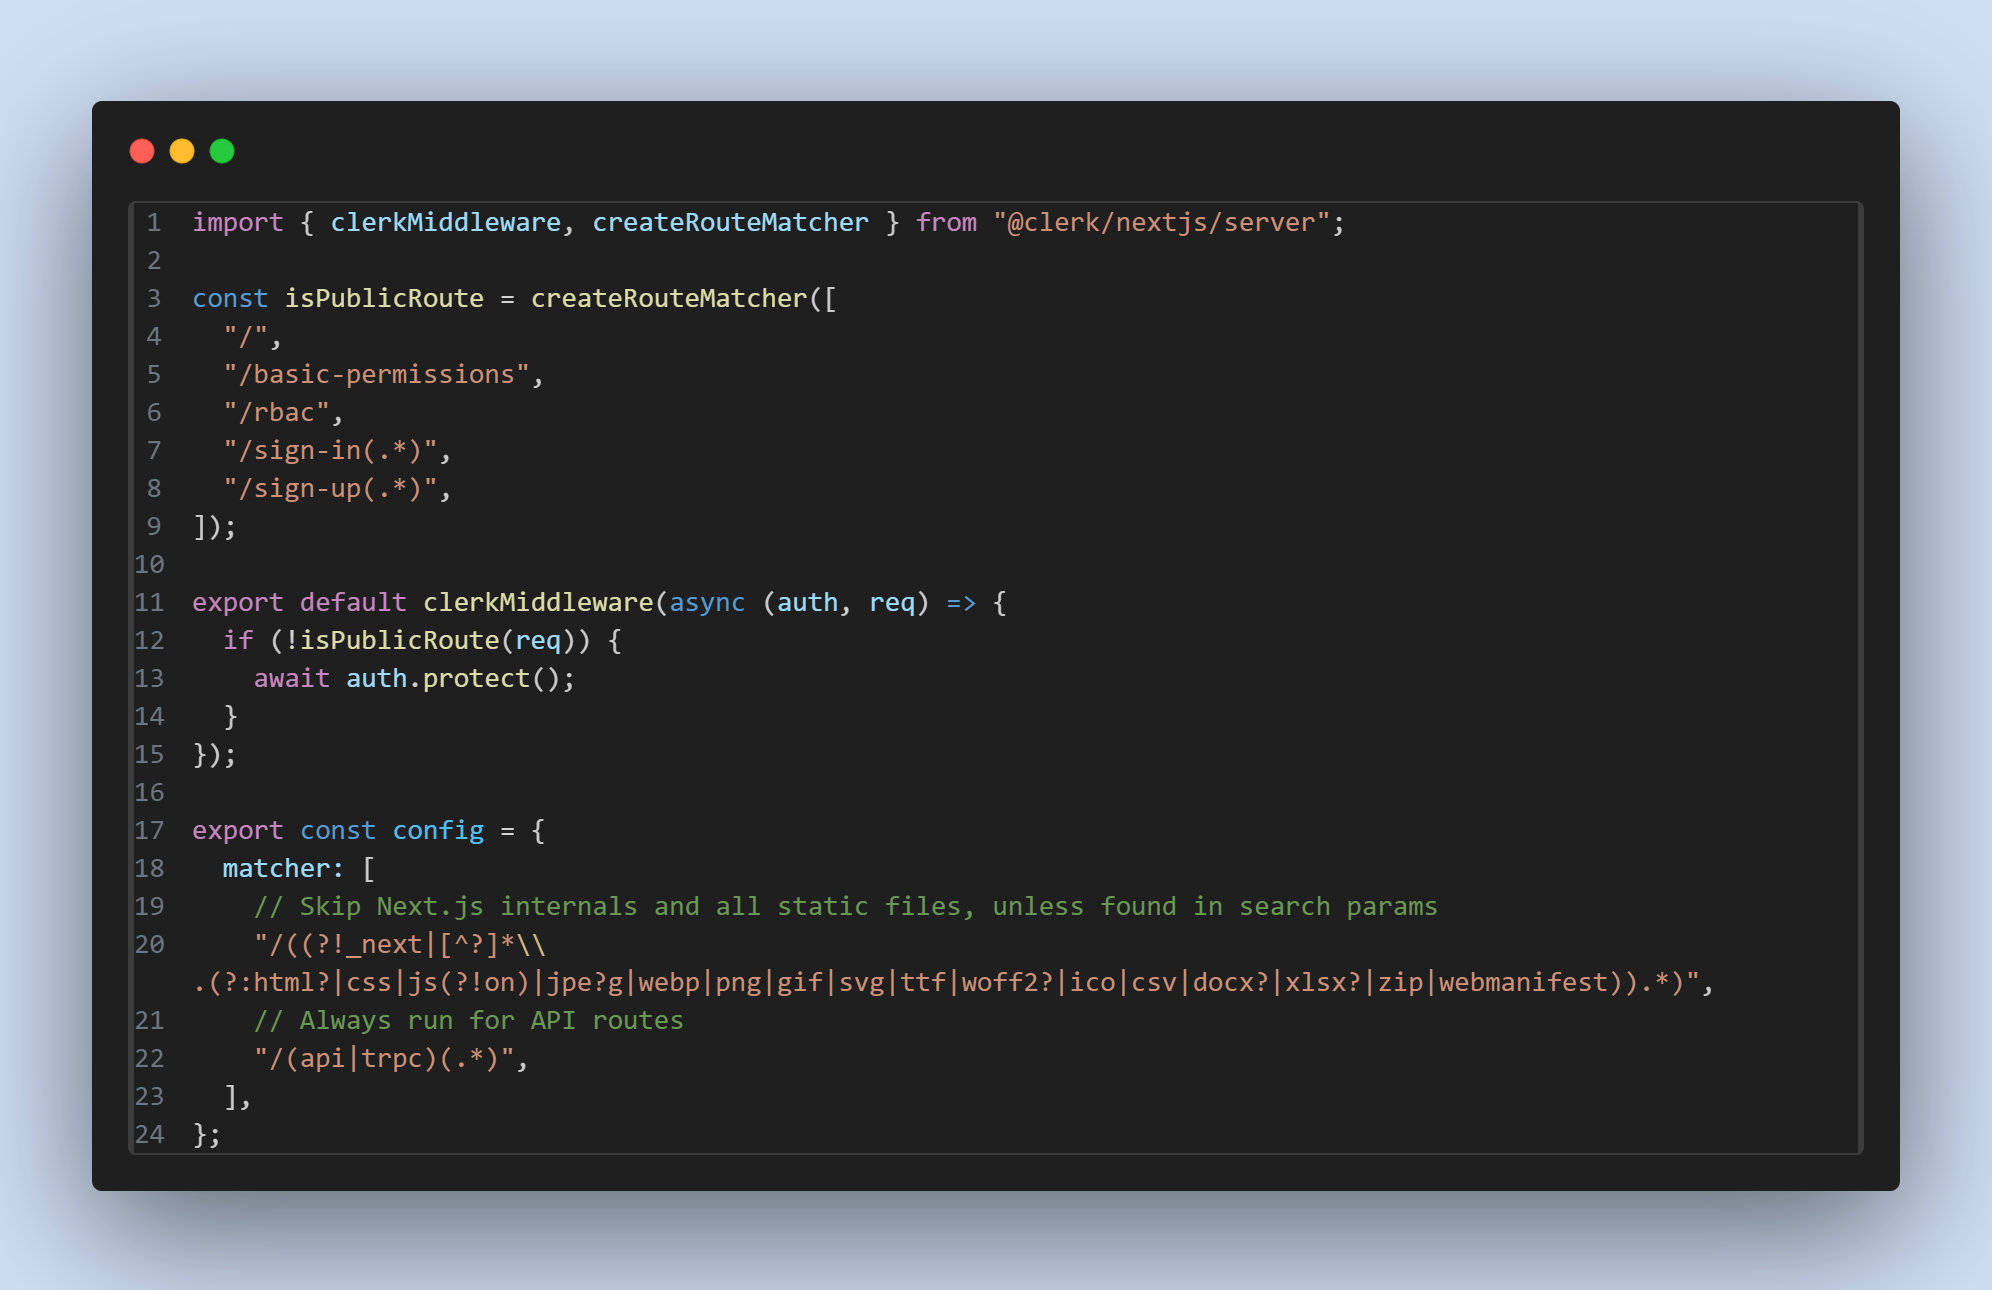 1 import { clerkMiddleware, createRouteMatcher } from "@clerk/nextjs/server";
2
3 const isPublicRoute = createRouteMatcher([
4   "/",
5   "/basic-permissions",
6   "/rbac",
7   "/sign-in(.*)",
8   "/sign-up(.*)",
9 ]);
10
11 export default clerkMiddleware(async (auth, req) => {
12   if (!isPublicRoute(req)) {
13     await auth.protect();
14   }
15 });
16
17 export const config = {
18   matcher: [
19     // Skip Next.js internals and all static files, unless found in search params
20     "/((?!_next|[^?]*\\
.(?:html?|css|js(?!on)|jpe?g|webp|png|gif|svg|ttf|woff2?|ico|csv|docx?|xlsx?|zip|webmanifest)).*)",
21     // Always run for API routes
22     "/(api|trpc)(.*)",
23   ],
24 };